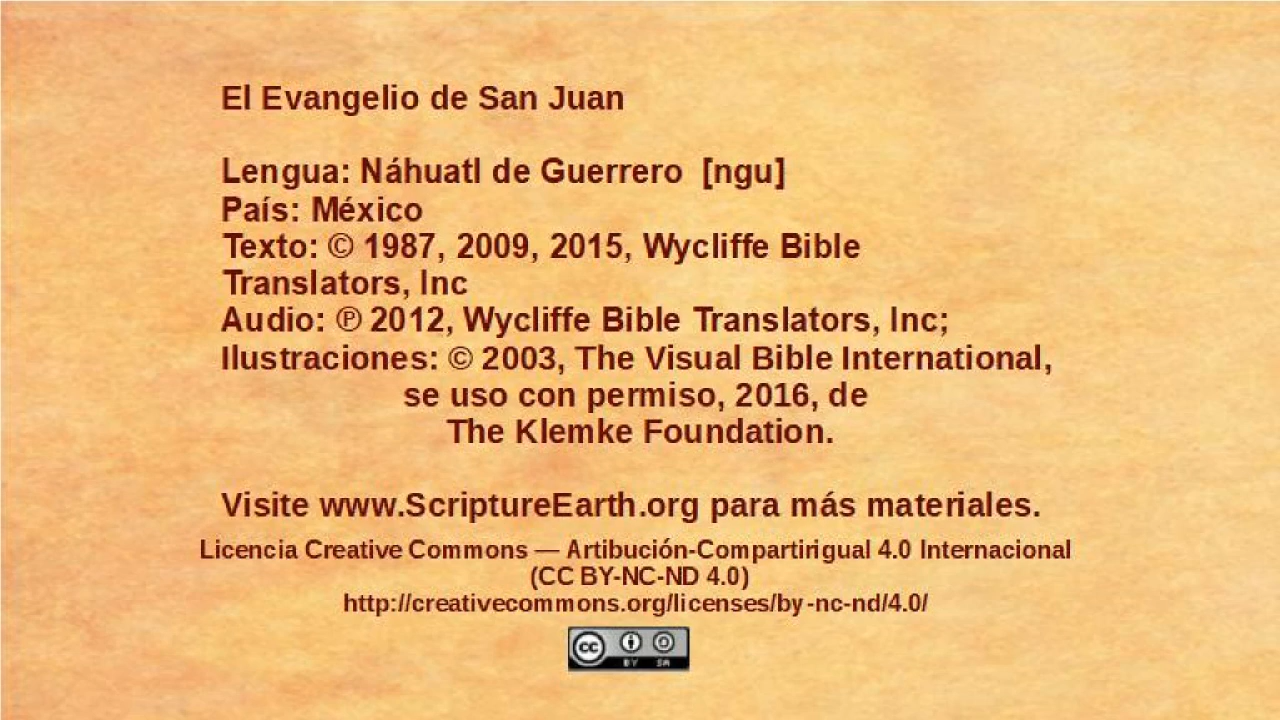 El Evangelio de San Juan
Lengua: Náhuatl de Guerrero [ngu]
País: México
Texto: © 1987, 2009, 2015, Wycliffe Bible
Translators, Inc
Audio: ℗ 2012, Wycliffe Bible Translators, Inc;
Ilustraciones: © 2003, The Visual Bible International,
se uso con permiso, 2016, de
The Klemke Foundation.
Visite www.ScriptureEarth.org para más materiales.
Licencia Creative Commons — Artibución-Compartirigual 4.0 Internacional
(CC BY-NC-ND 4.0)
http://creativecommons.org/licenses/by-nc-nd/4.0/
cc BY SA